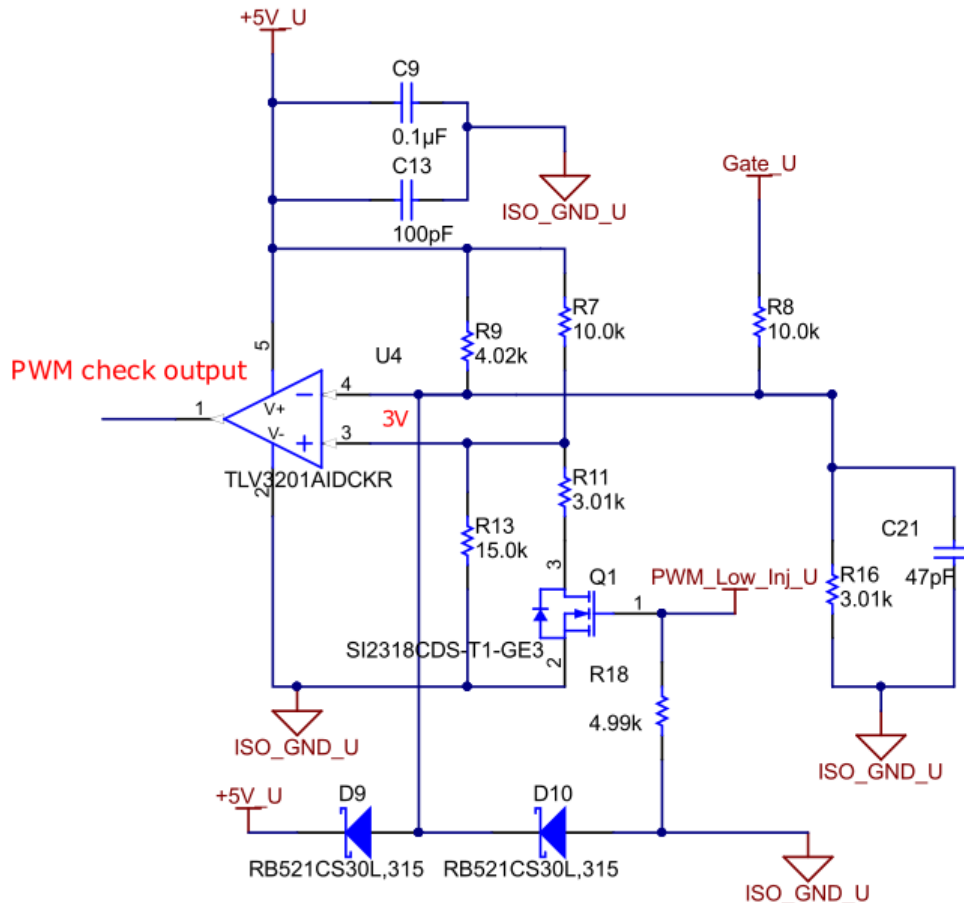 +5V_U
C9
0.1µF
C13
100pF
ISO_GND_U
Gate_U
R7
10.0k
R8
10.0k
R9
4.02k
U4
PWM check output
5
4
V+
1
3V
V-
3
TLV3201AIDCKR
2
R11
3.01k
R13
15.0k
C21
47pF
3
Q1
PWM_Low_Inj_U
1
R16
3.01k
SI2318CDS-T1-GE3
2
R18
4.99k
ISO_GND_U
ISO_GND_U
+5V_U
D9
D10
RB521CS30L,315
RB521CS30L,315
ISO_GND_U